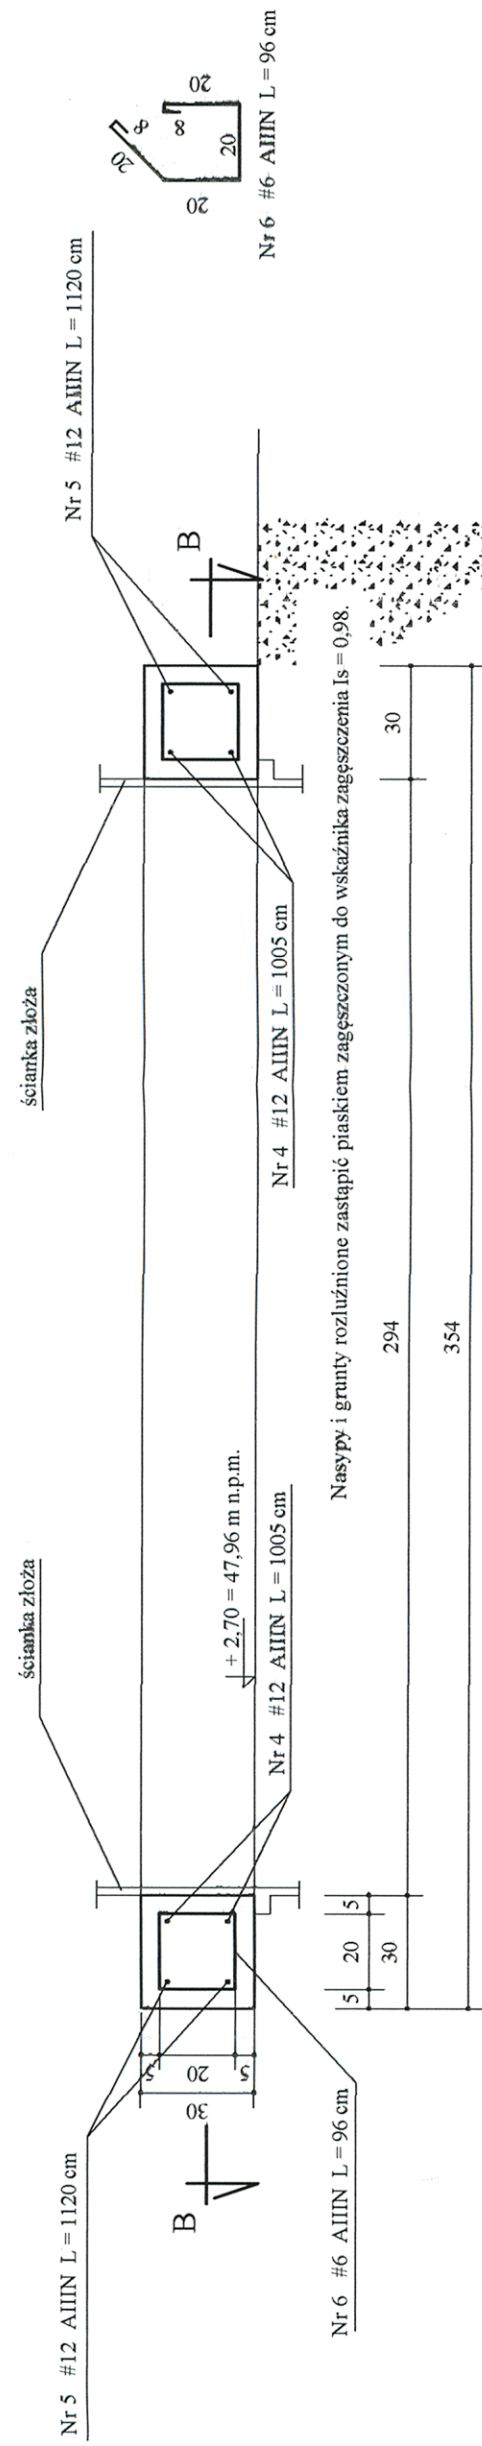 ścianka złoża
ścianka złoża
Nr 5 #12 AIIIN L = 1120 cm
Nr 5 #12 AIIIN L = 1120 cm
20
8
8
20
20
20
Nr 6 #6 AIIIN L = 96 cm
B
B
30
5
20
5
+ 2,70 = 47,96 m n.p.m.
Nr 4 #12 AIIIN L = 1005 cm
Nr 4 #12 AIIIN L = 1005 cm
Nr 6 #6 AIIIN L = 96 cm
Nasypy i grunty rozluźnione zastąpić piaskiem zagęszczonym do wskaźnika zagęszczenia Is = 0,98.
5
20
5
30
294
30
354